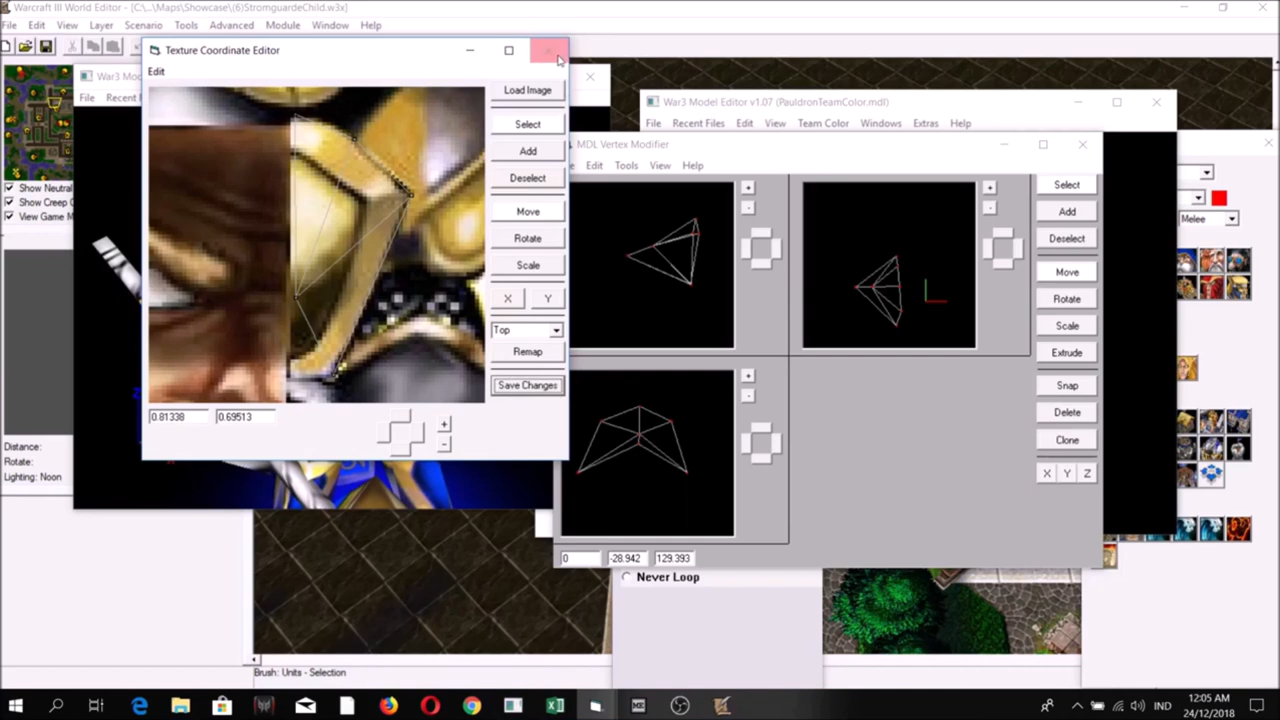 Warcraft III World Editor - [C:\...\Maps\Showcase\(6)StromguardeChild.w3x]
File Edit View Layer Scenario Tools Advanced Module Window Help
Texture Coordinate Editor
Edit
Load Image
Select
Add
Deselect
Move
Rotate
Scale
X Y
Top
Remap
Save Changes
0.81338 0.69513
File Recent
Show Neutral
View Game M
Distance:
Rotate:
Lighting: Noon
War3 Model Editor v1.07 (PauldronTeamColor.mdl)
File Recent Files Edit View Team Color Windows Extras Help
MDL Vertex Modifier
Edit Tools View Help
+
-
+
-
+
-
+
-
Select
Add
Deselect
Move
Rotate
Scale
Extrude
Snap
Delete
Clone
X Y Z
0 -28.942 129.393
Melee
Never Loop
Brush: Units - Selection
IND
12:05 AM
24/12/2018